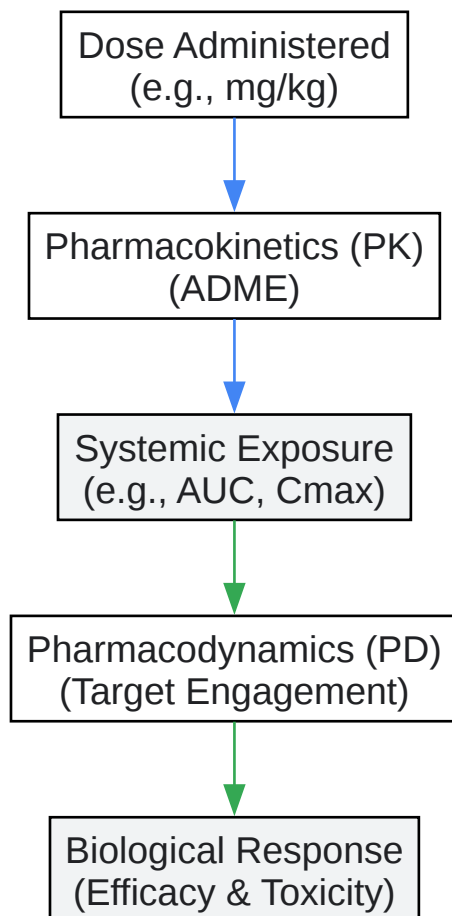 Dose Administered
(e.g., mg/kg)
Pharmacokinetics (PK)
(ADME)
Systemic Exposure
(e.g., AUC, Cmax)
Pharmacodynamics (PD)
(Target Engagement)
Biological Response
(Efficacy & Toxicity)